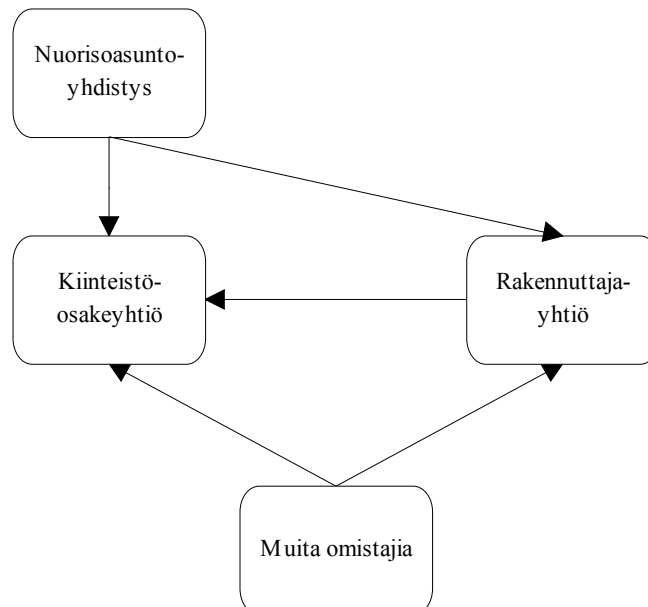 Nuorisoasunto-
yhdistys
Kiinteistö-
osakeyhtiö
Rakennuttaja-
yhtiö
Muita omistajia